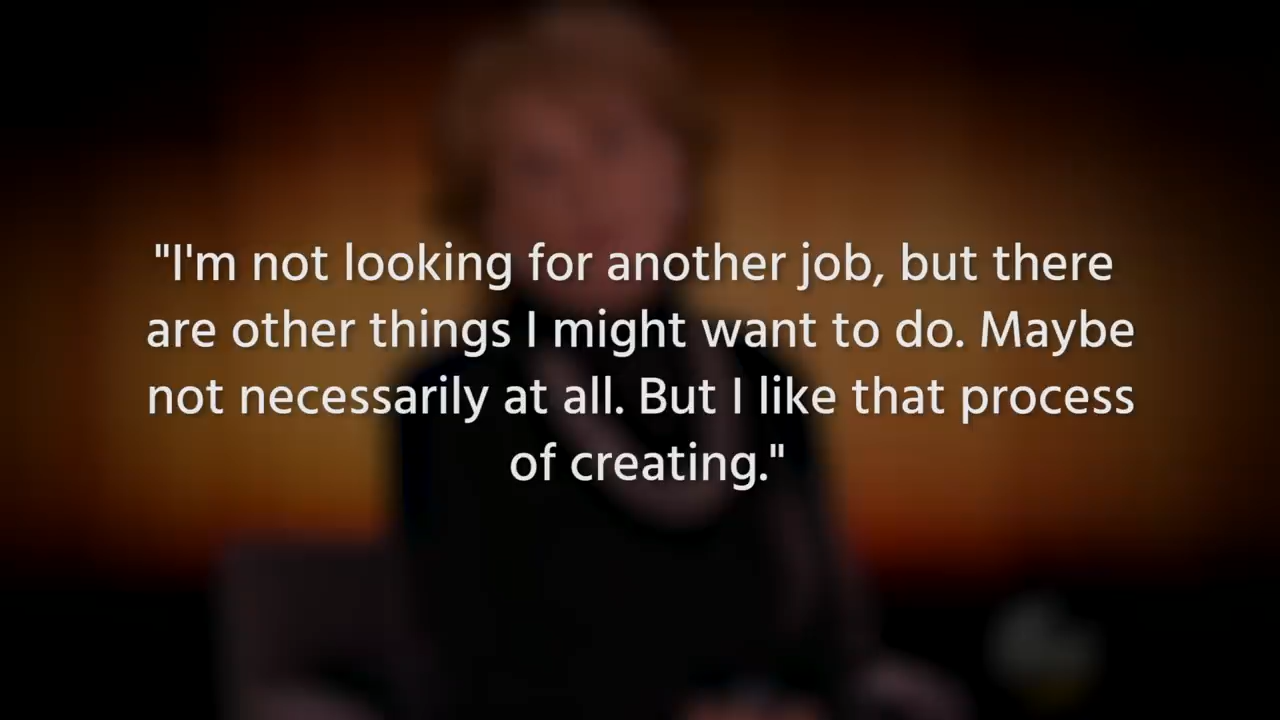 "I'm not looking for another job, but there
are other things I might want to do. Maybe
not necessarily at all. But I like that process
of creating."